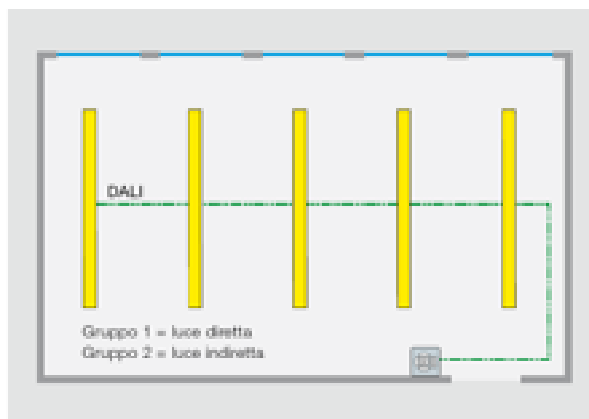 DALI
Gruppo 1 = luce diretta
Gruppo 2 = luce indiretta